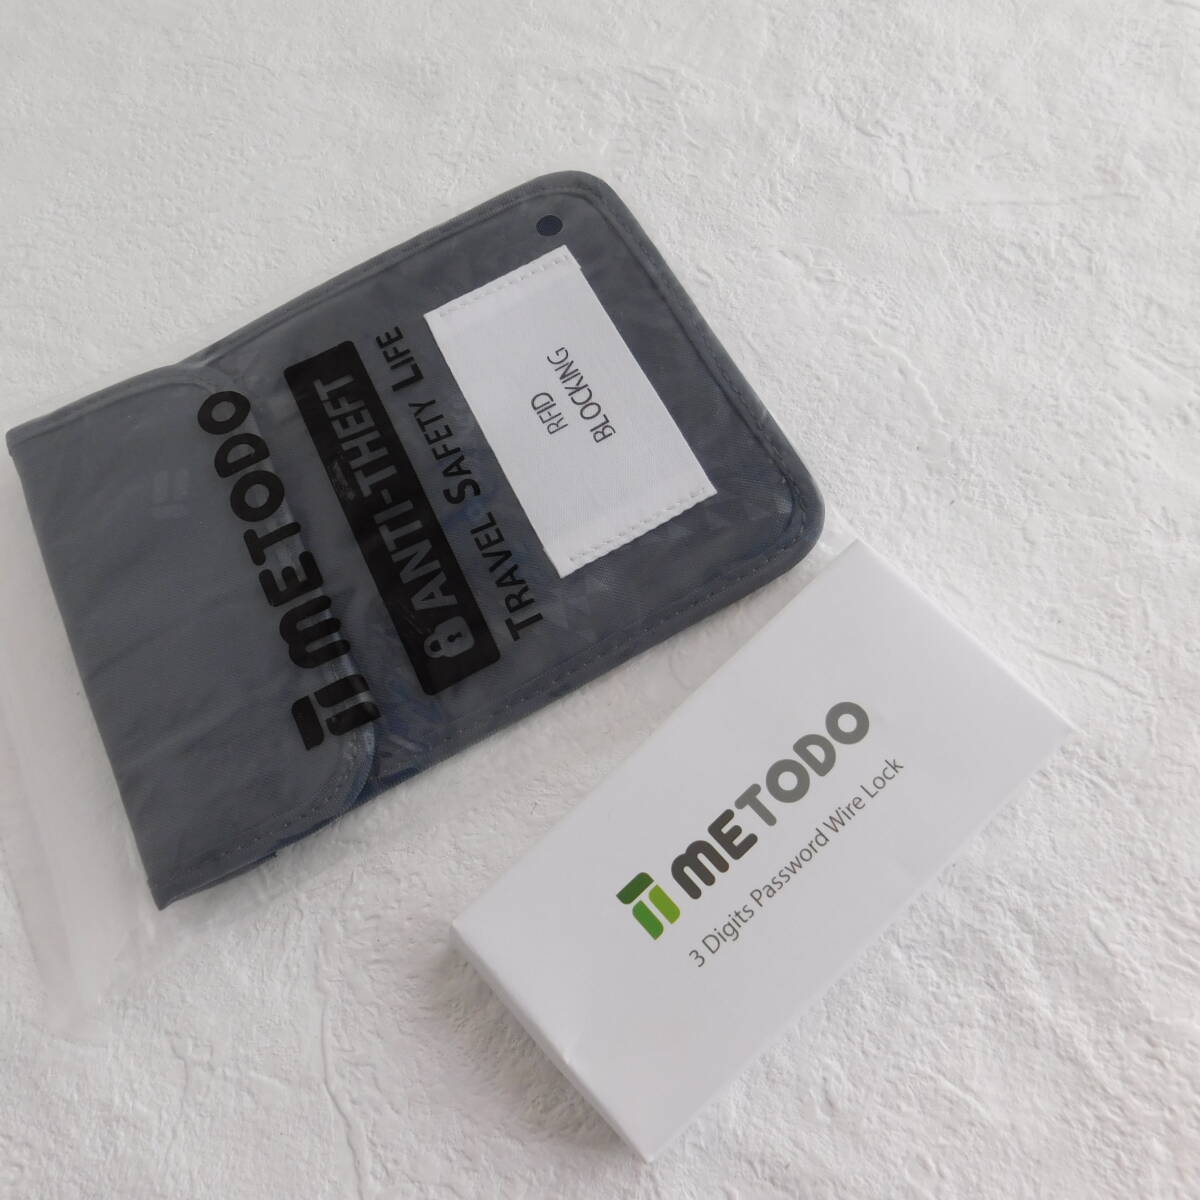 METODO
ANTI-THEFT
TRAVEL SAFETY LIFE
RFID
BLOCKING
METODO
3 Digits Password Wire Lock